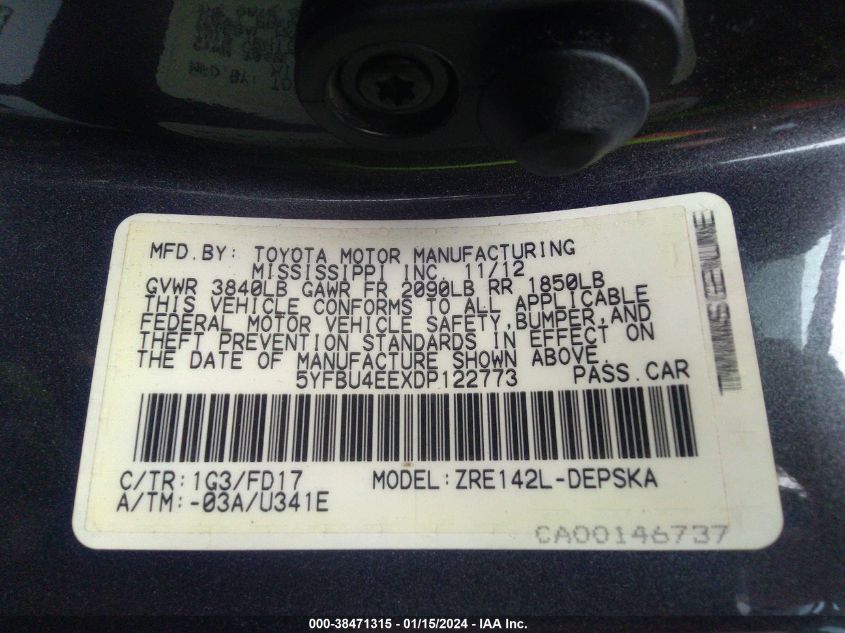 MFD.BY: TOYOTA MOTOR MANUFACTURING
MISSISSIPPI INC. 11/12
GVWR 3840LB GAWR FR 2090LB RR 1850LB
THIS VEHICLE CONFORMS TO ALL APPLICABLE
FEDERAL MOTOR VEHICLE SAFETY,BUMPER,AND
THEFT PREVENTION STANDARDS IN EFFECT ON
THE DATE OF MANUFACTURE SHOWN ABOVE.
5YFBU4EEXDP122773 PASS.CAR
C/TR:1G3/FD17 MODEL:ZRE142L-DEPSKA
A/TM:-03A/U341E
CA00146737
000-38471315 - 01/15/2024 - IAA Inc.